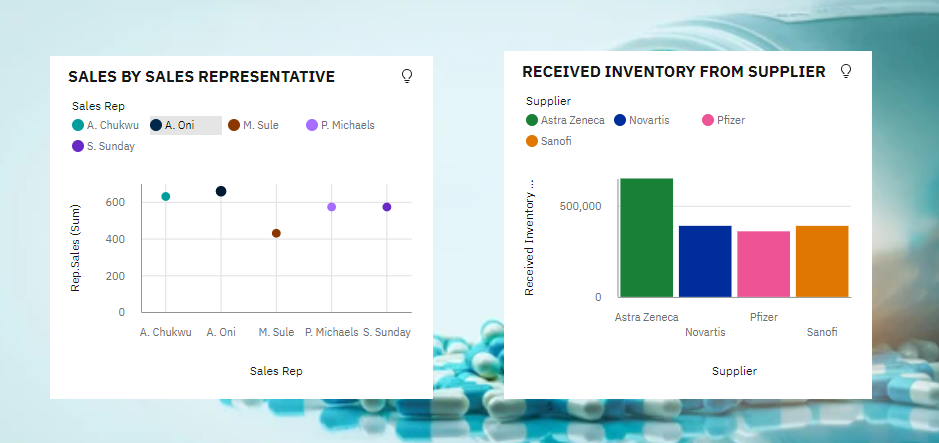 SALES BY SALES REPRESENTATIVE
Sales Rep
A. Chukwu A. Oni M. Sule P. Michaels
S. Sunday
Rep.Sales (Sum)
600
400
200
0
A. Chukwu A. Oni M. Sule P. Michaels S. Sunday
Sales Rep
RECEIVED INVENTORY FROM SUPPLIER
Supplier
Astra Zeneca Novartis Pfizer
Sanofi
Received Inventory ...
500,000
0
Astra Zeneca Pfizer
Novartis Sanofi
Supplier